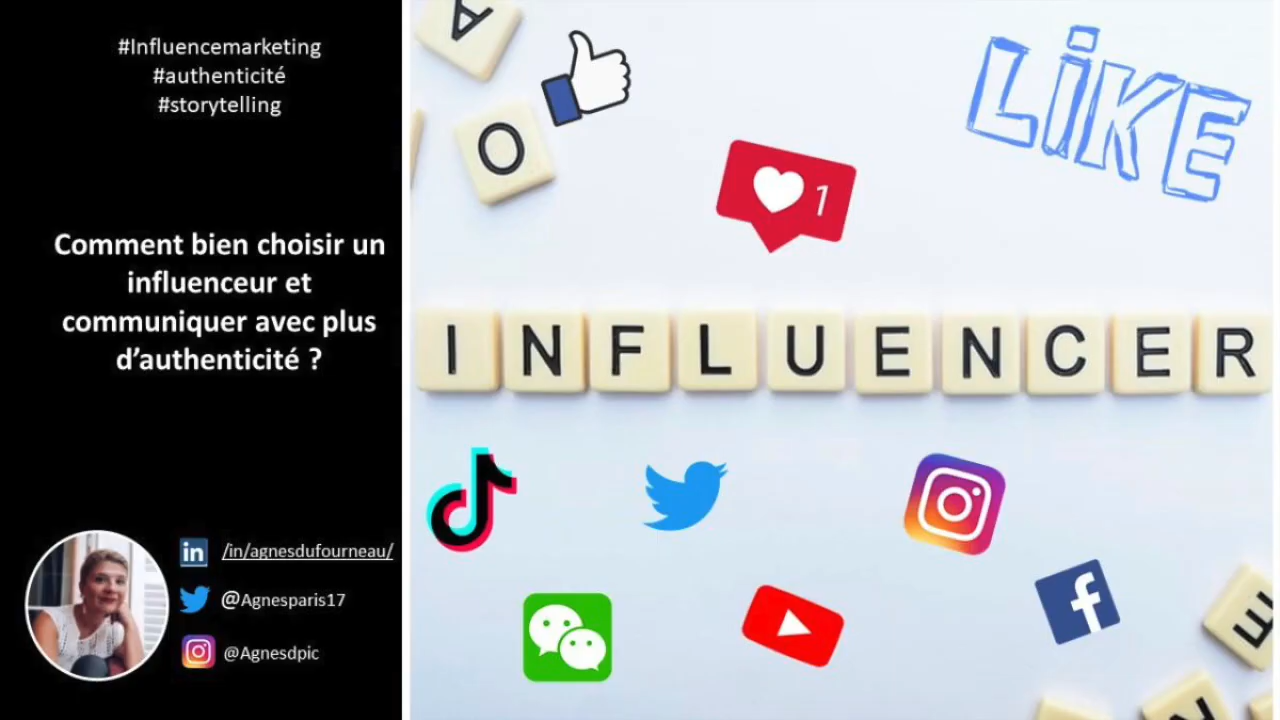 #Influencemarketing
#authenticité
#storytelling
Comment bien choisir un
influenceur et
communiquer avec plus
d’authenticité ?
in /in/agnesdufourneau/
@Agnesparis17
@Agnesdpic
A
O
LiKE
1
INFLUENCER
f
E
N